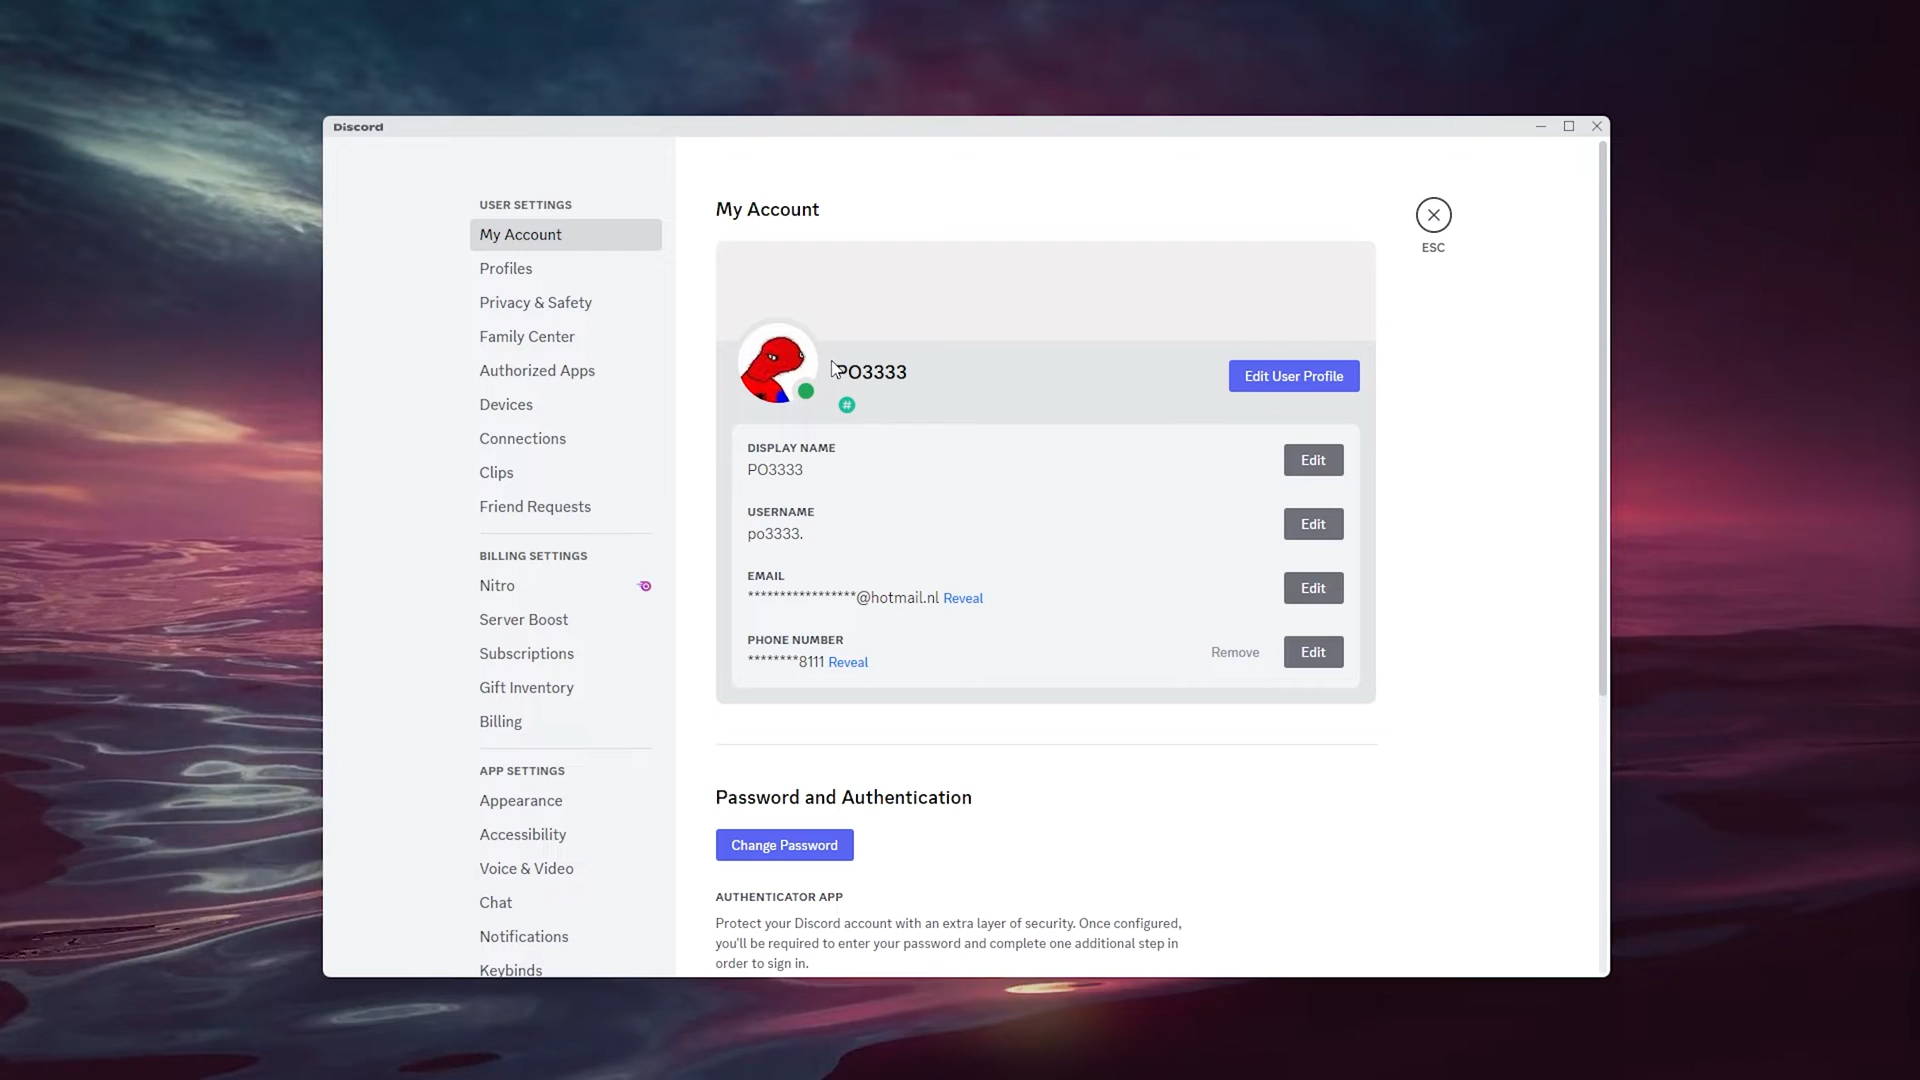 Discord
USER SETTINGS
My Account
Profiles
Privacy & Safety
Family Center
Authorized Apps
Devices
Connections
Clips
Friend Requests
BILLING SETTINGS
Nitro
Server Boost
Subscriptions
Gift Inventory
Billing
APP SETTINGS
Appearance
Accessibility
Voice & Video
Chat
Notifications
Keybinds
My Account
ESC
PO3333
#
Edit User Profile
DISPLAY NAME
PO3333
Edit
USERNAME
po3333.
Edit
EMAIL
*****************@hotmail.nl Reveal
Edit
PHONE NUMBER
********8111 Reveal
Remove
Edit
Password and Authentication
Change Password
AUTHENTICATOR APP
Protect your Discord account with an extra layer of security. Once configured,
you'll be required to enter your password and complete one additional step in
order to sign in.